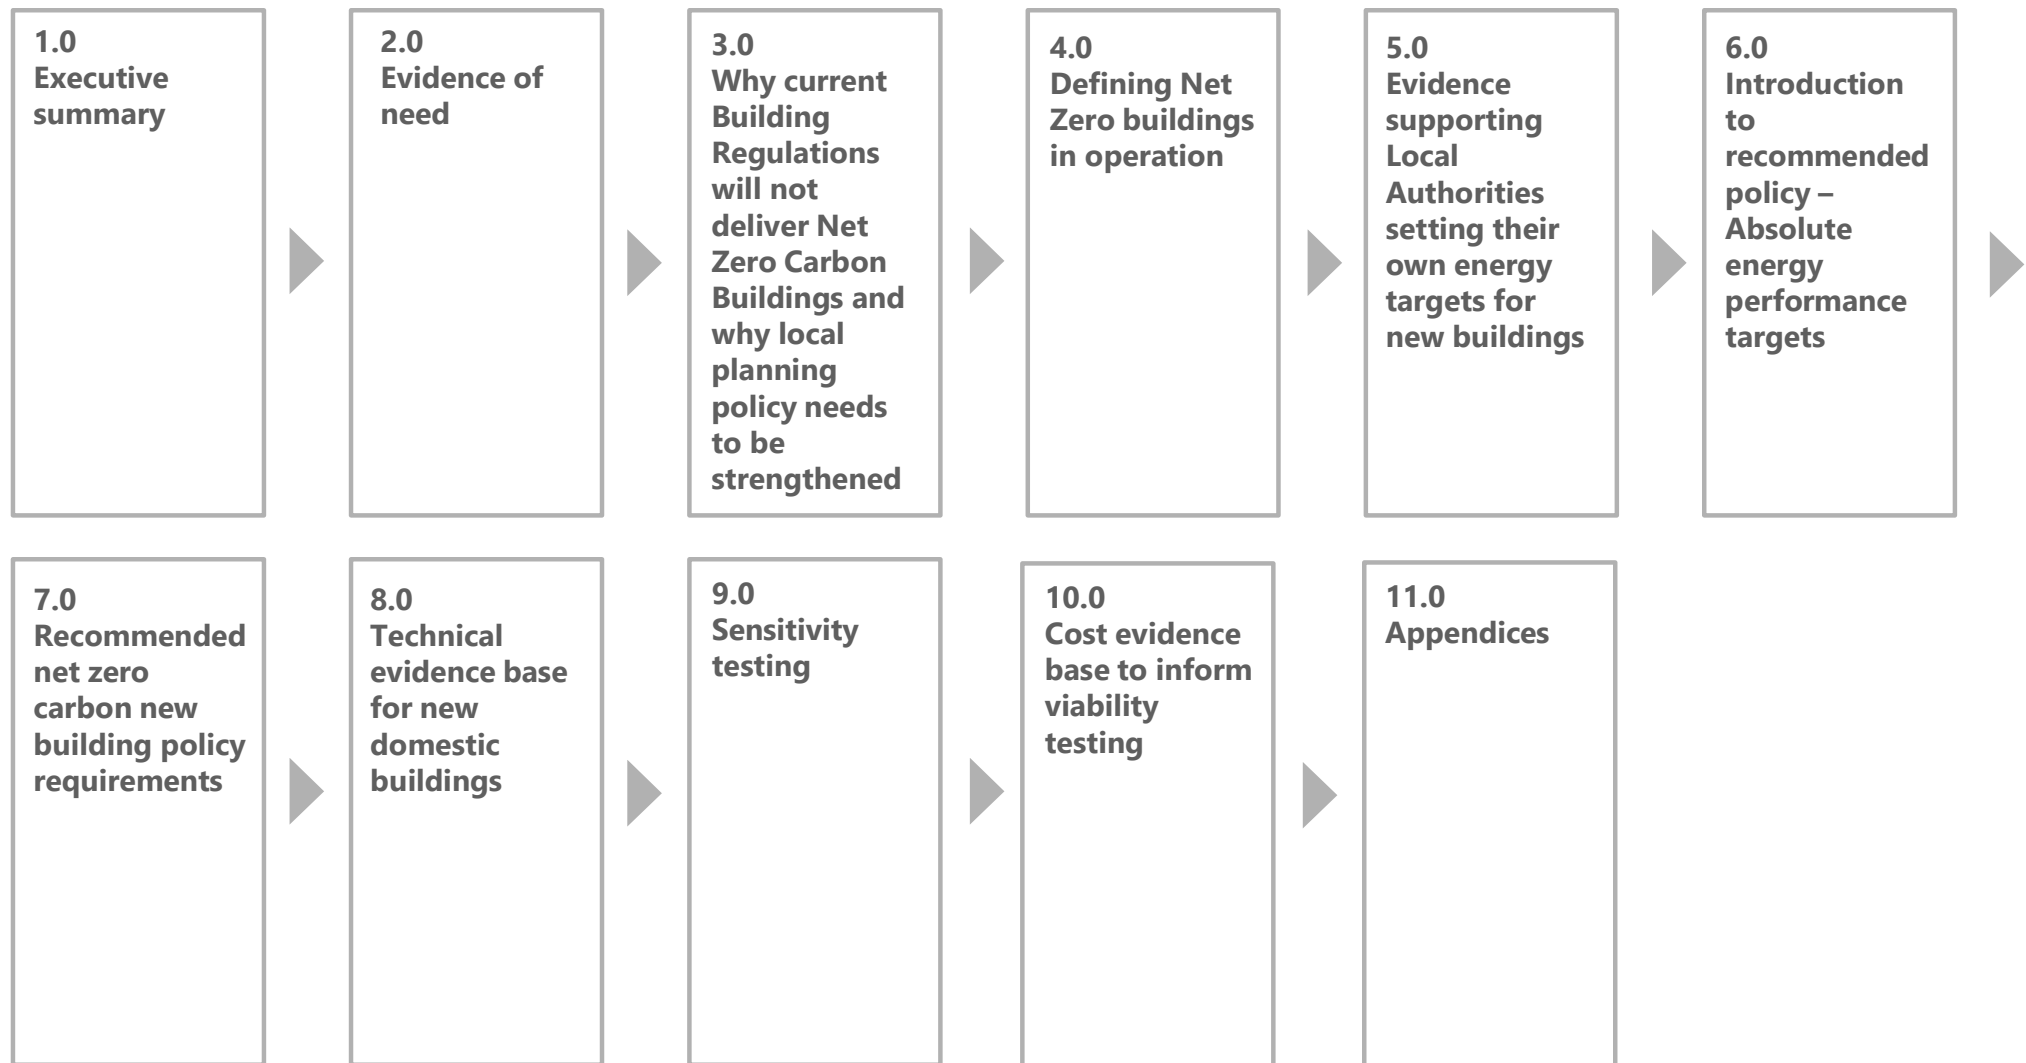 1.0
Executive
summary
2.0
Evidence of
need
3.0
Why current
Building
Regulations
will not
deliver Net
Zero Carbon
Buildings and
why local
planning
policy needs
to be
strengthened
4.0
Defining Net
Zero buildings
in operation
5.0
Evidence
supporting
Local
Authorities
setting their
own energy
targets for
new buildings
6.0
Introduction
to
recommended
policy –
Absolute
energy
performance
targets
7.0
Recommended
net zero
carbon new
building policy
requirements
8.0
Technical
evidence base
for new
domestic
buildings
9.0
Sensitivity
testing
10.0
Cost evidence
base to inform
viability
testing
11.0
Appendices